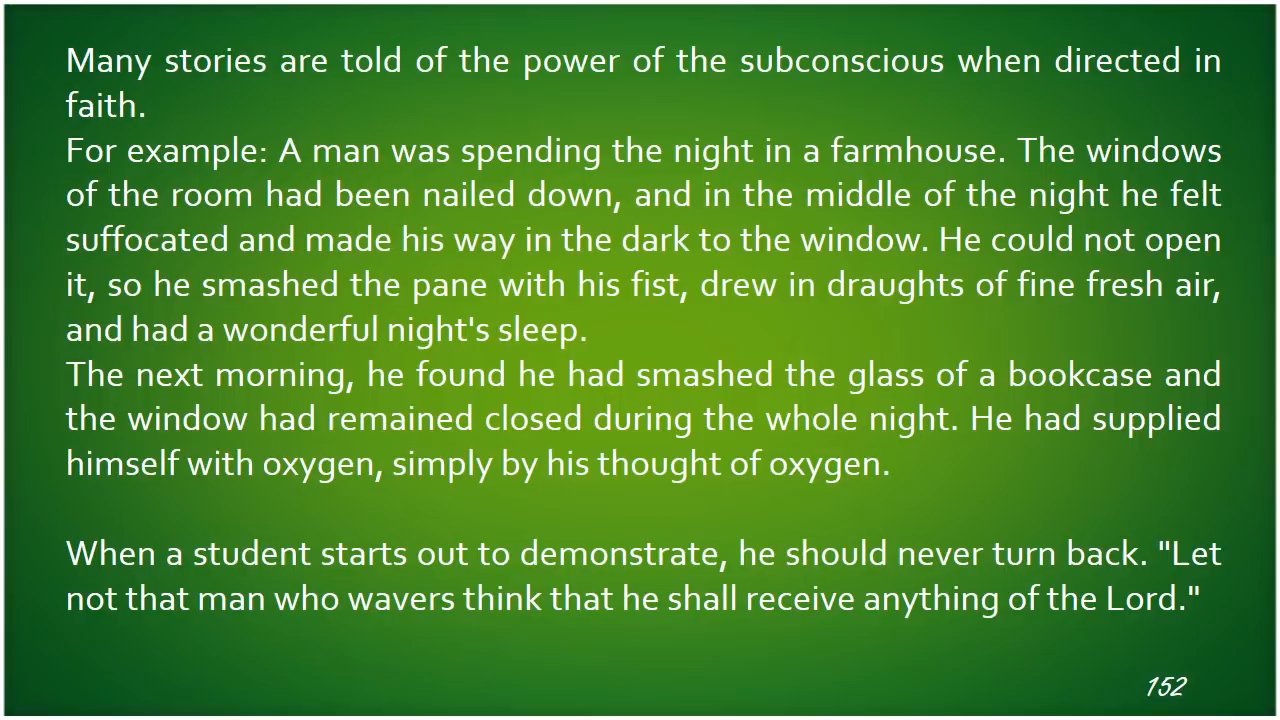 Many stories are told of the power of the subconscious when directed in
faith.
For example: A man was spending the night in a farmhouse. The windows
of the room had been nailed down, and in the middle of the night he felt
suffocated and made his way in the dark to the window. He could not open
it, so he smashed the pane with his fist, drew in draughts of fine fresh air,
and had a wonderful night's sleep.
The next morning, he found he had smashed the glass of a bookcase and
the window had remained closed during the whole night. He had supplied
himself with oxygen, simply by his thought of oxygen.
When a student starts out to demonstrate, he should never turn back. "Let
not that man who wavers think that he shall receive anything of the Lord."
152